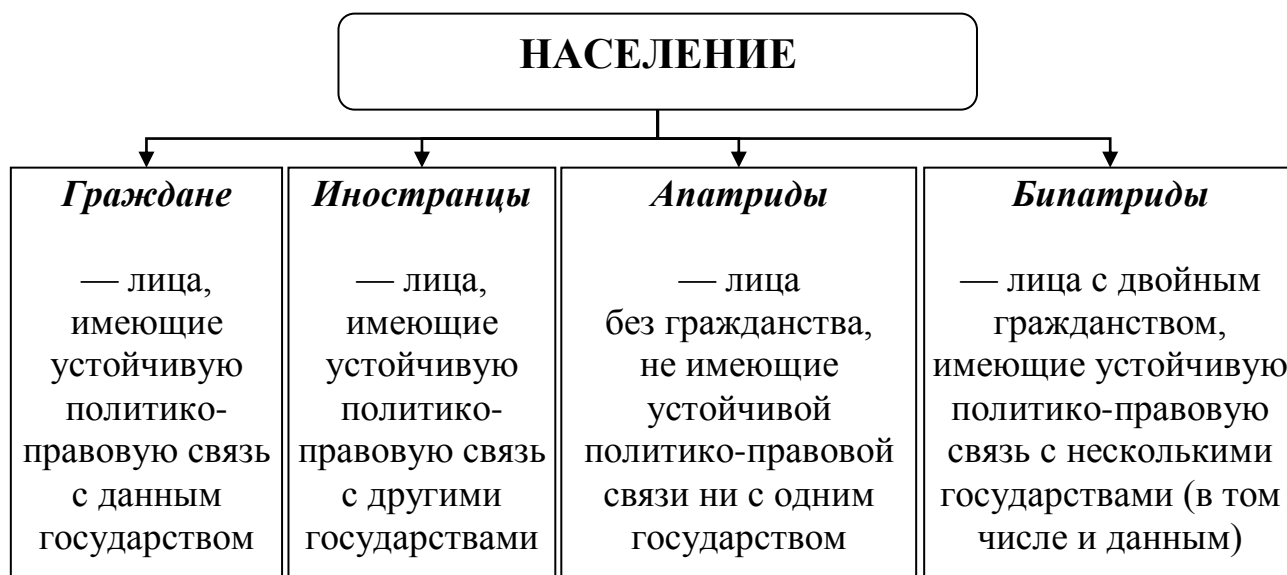 НАСЕЛЕНИЕ
Граждане
— лица,
имеющие
устойчивую
политико-
правовую связь
с данным
государством
Иностранцы
— лица,
имеющие
устойчивую
политико-
правовую связь
с другими
государствами
Апатриды
— лица
без гражданства,
не имеющие
устойчивой
политико-правовой
связи ни с одним
государством
Бипатриды
— лица с двойным
гражданством,
имеющие устойчивую
политико-правовую
связь с несколькими
государствами (в том
числе и данным)